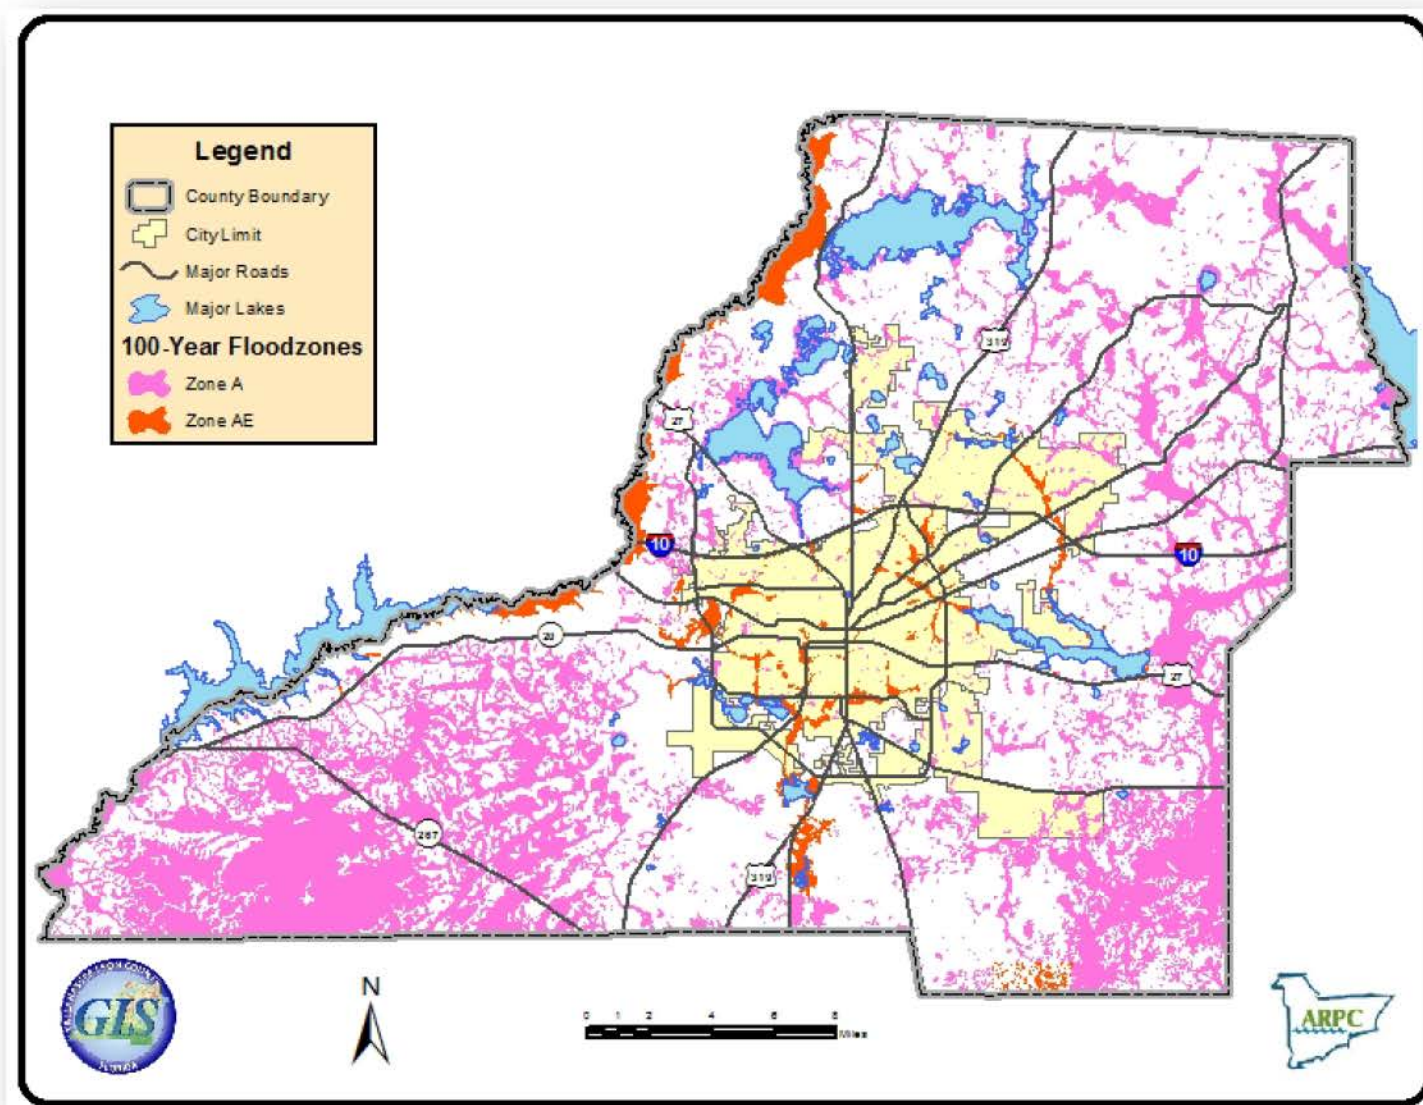 Legend
County Boundary
City Limit
Major Roads
Major Lakes
100-Year Floodzones
Zone A
Zone AE
319
27
10
10
20
27
267
319
GIS
N
0 1 2 4 6 8
Miles
ARPC